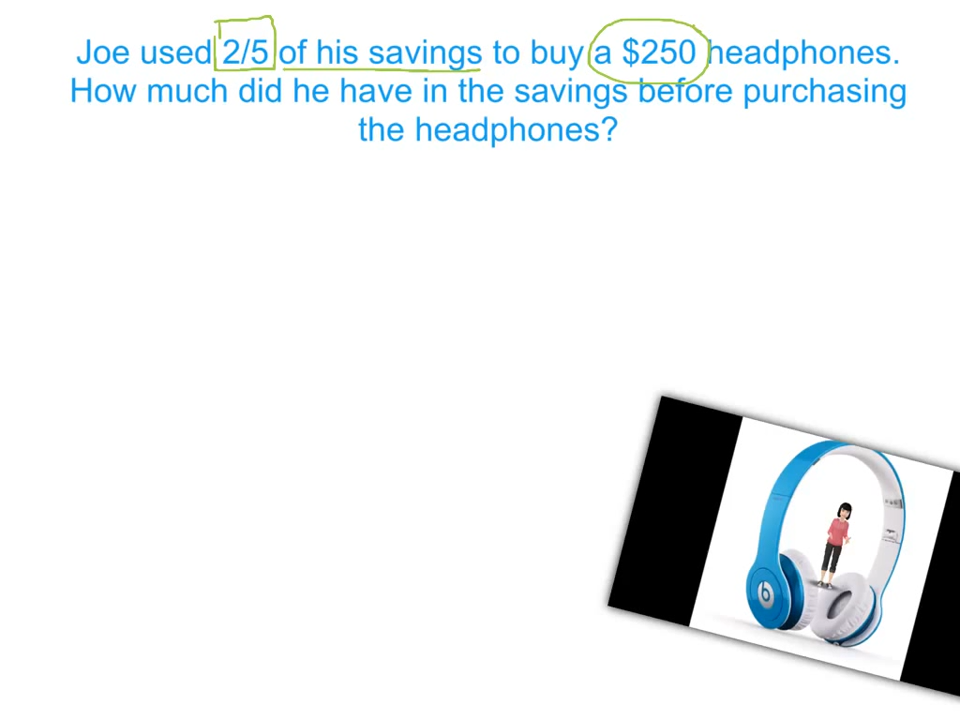 Joe used 2/5 of his savings to buy a $250 headphones.
How much did he have in the savings before purchasing
the headphones?